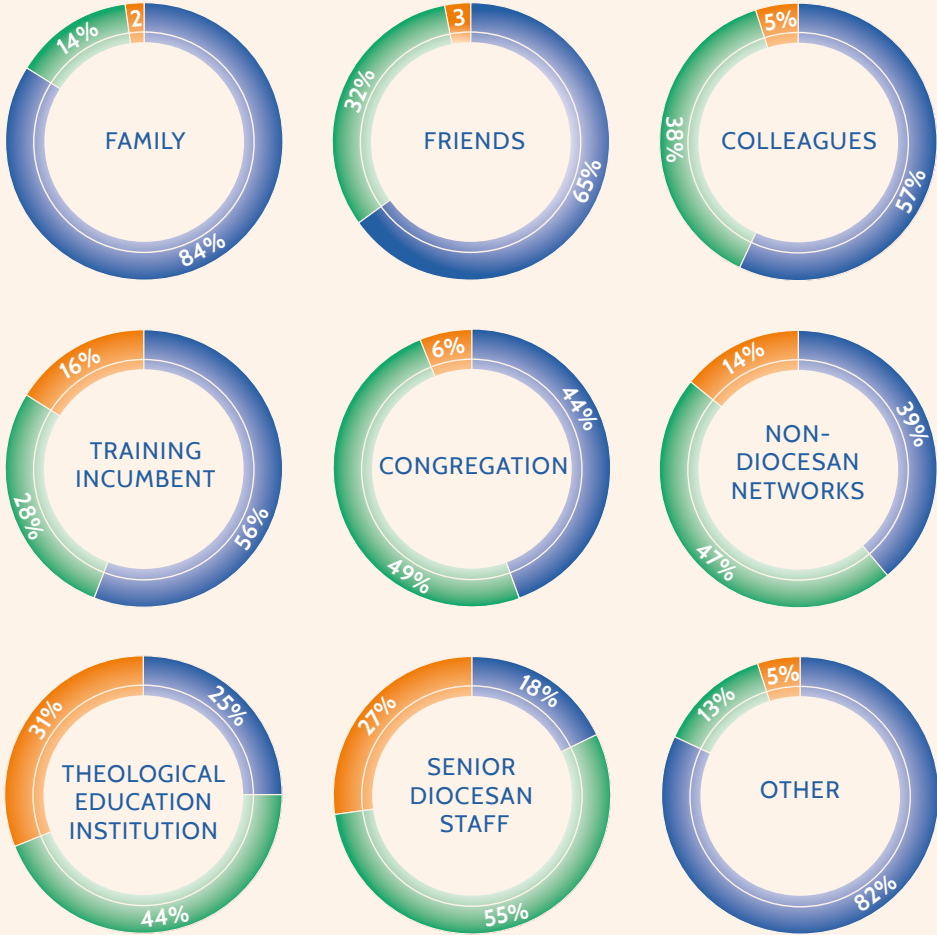 2
14%
FAMILY
84%
3
32%
FRIENDS
65%
5%
38%
COLLEAGUES
57%
16%
TRAINING
INCUMBENT
28%
56%
6%
44%
CONGREGATION
49%
14%
39%
NON-
DIOCESAN
NETWORKS
47%
31%
25%
THEOLOGICAL
EDUCATION
INSTITUTION
44%
27%
18%
SENIOR
DIOCESAN
STAFF
55%
5%
13%
OTHER
82%